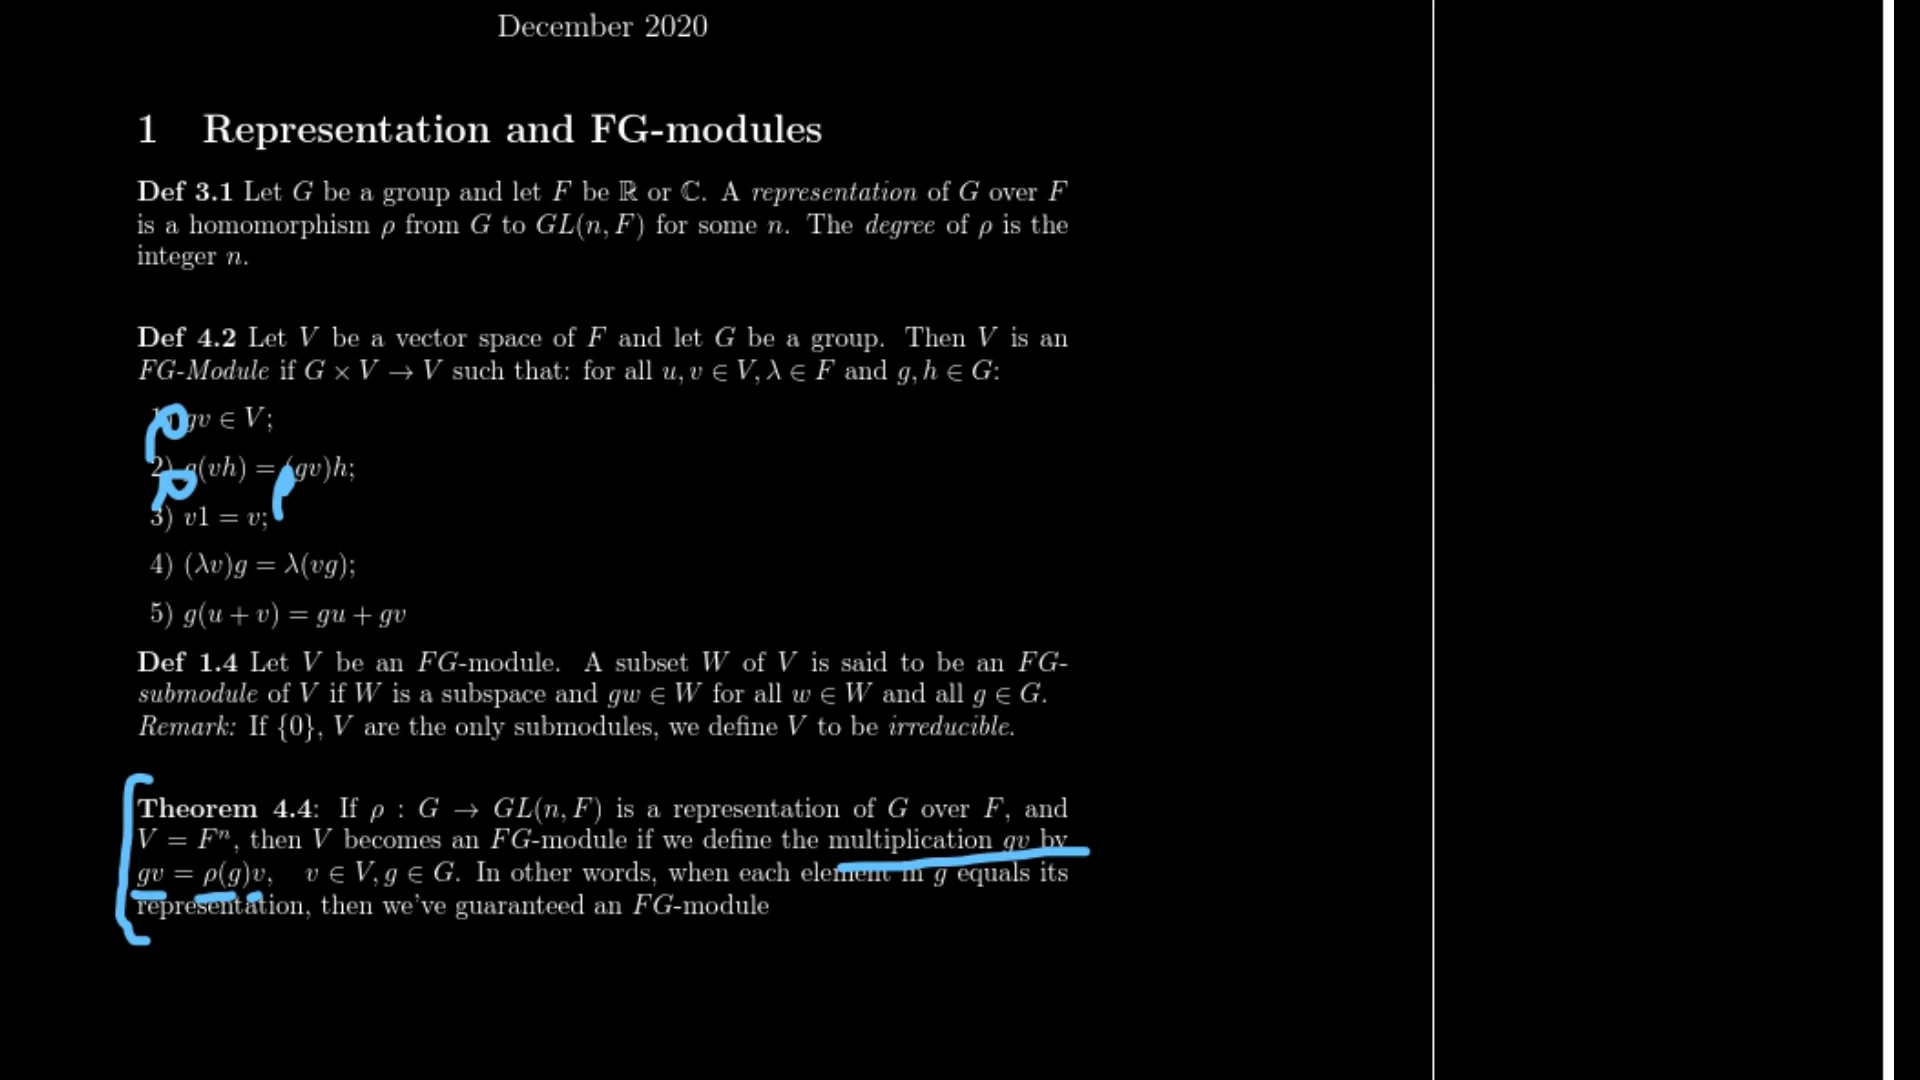 December 2020
1 Representation and FG-modules
Def 3.1 Let G be a group and let F be ℝ or ℂ. A representation of G over F
is a homomorphism ρ from G to GL(n, F) for some n. The degree of ρ is the
integer n.
Def 4.2 Let V be a vector space of F and let G be a group. Then V is an
FG-Module if G × V → V such that: for all u, v ∈ V, λ ∈ F and g, h ∈ G:
ρ gv ∈ V;
2) g(vh) = (gv)h;
ρ ρ
3) v1 = v;
4) (λv)g = λ(vg);
5) g(u + v) = gu + gv
Def 1.4 Let V be an FG-module. A subset W of V is said to be an FG-
submodule of V if W is a subspace and gw ∈ W for all w ∈ W and all g ∈ G.
Remark: If {0}, V are the only submodules, we define V to be irreducible.
Theorem 4.4: If ρ : G → GL(n, F) is a representation of G over F, and
V = Fⁿ, then V becomes an FG-module if we define the multiplication gv by
gv = ρ(g)v, v ∈ V, g ∈ G. In other words, when each element in g equals its
representation, then we've guaranteed an FG-module